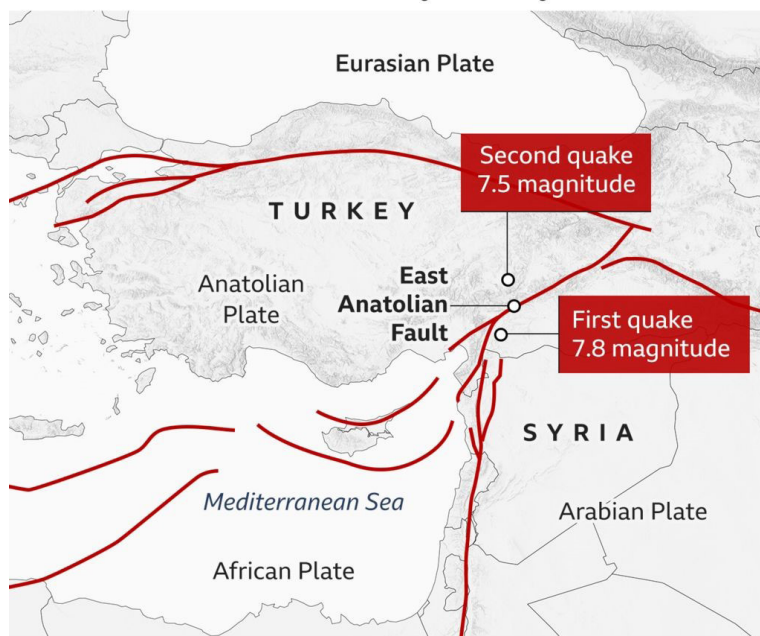 Eurasian Plate
Second quake
7.5 magnitude
TURKEY
Anatolian
Plate
East
Anatolian
Fault
First quake
7.8 magnitude
SYRIA
Mediterranean Sea
Arabian Plate
African Plate